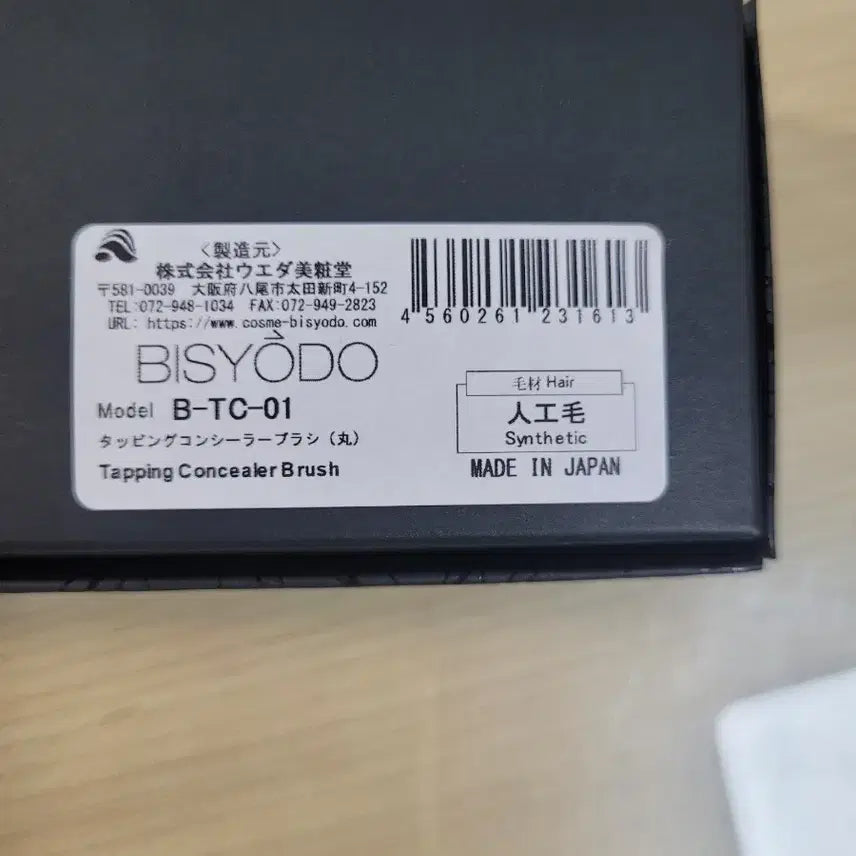 〈製造元〉
株式会社ウエダ美粧堂
〒581-0039 大阪府八尾市太田新町4-152
TEL:072-948-1034 FAX:072-949-2823
URL: https://www.cosme-bisyodo.com
4 560261 231613
BISYODO
Model B-TC-01
タッピングコンシーラーブラシ（丸）
Tapping Concealer Brush
毛材 Hair
人工毛
Synthetic
MADE IN JAPAN